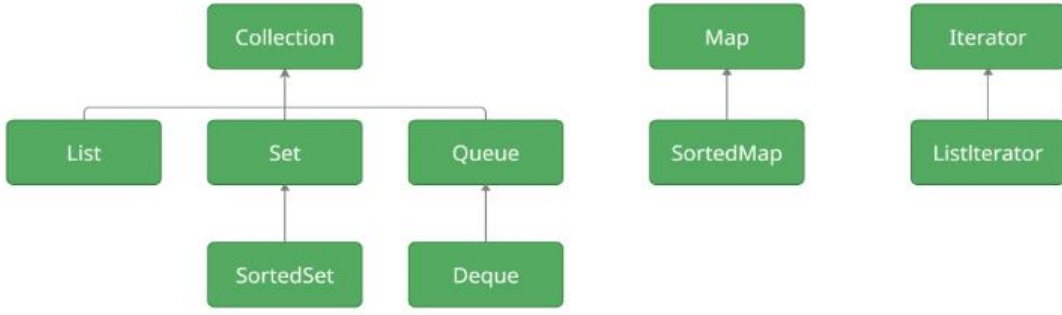 Collection
Map
Iterator
List
Set
Queue
SortedMap
ListIterator
SortedSet
Deque